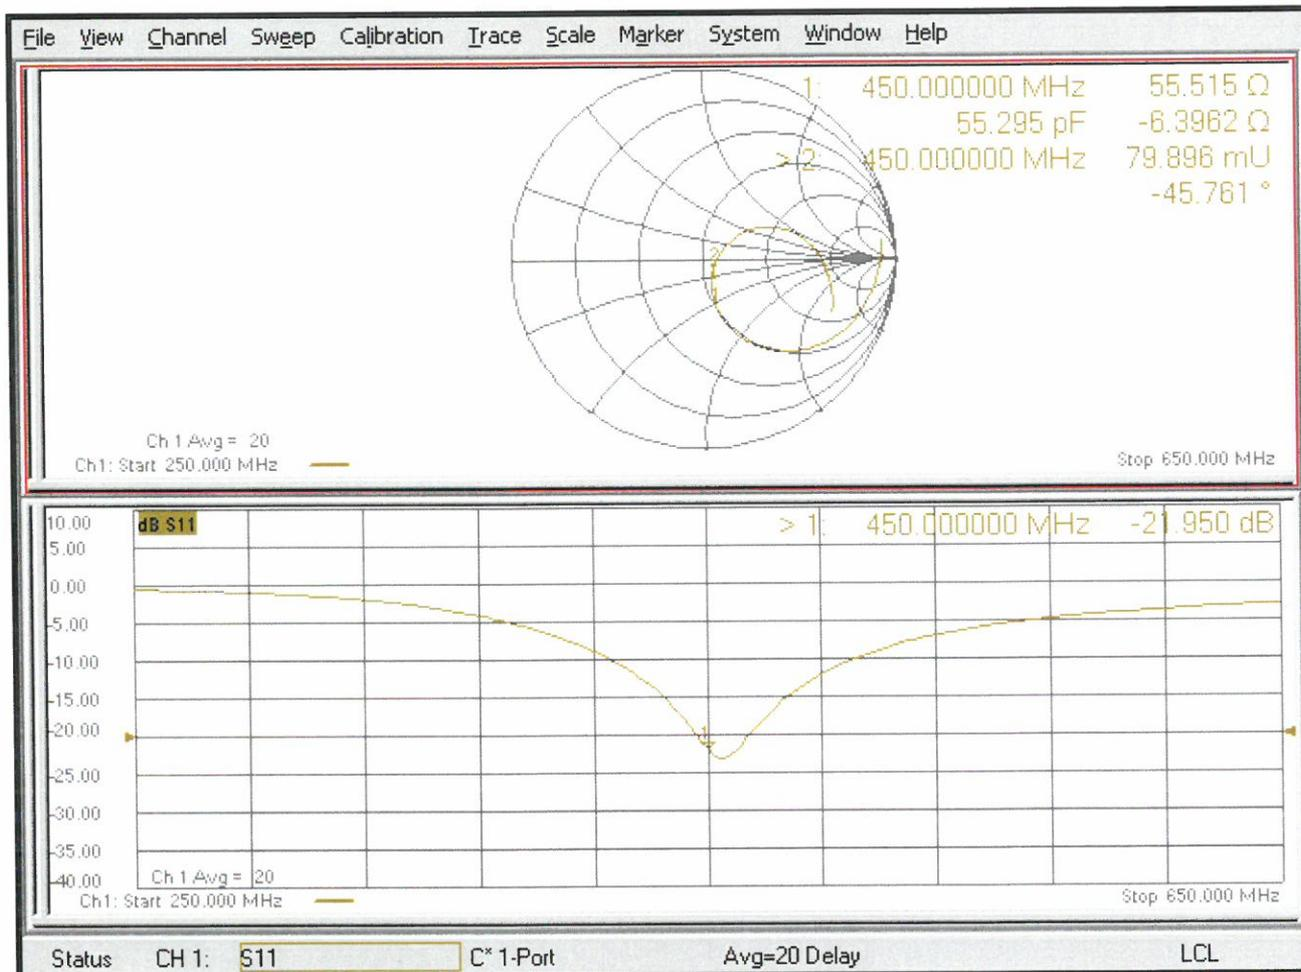 File View Channel Sweep Calibration Trace Scale Marker System Window Help
1: 450.000000 MHz 55.515 Ω
55.295 pF -6.3962 Ω
> 2: 450.000000 MHz 79.896 mU
-45.761 °
2
1
Ch 1 Avg = 20
Ch1: Start 250.000 MHz
Stop 650.000 MHz
10.00
dB S11
> 1: 450.000000 MHz -21.950 dB
5.00
0.00
-5.00
-10.00
-15.00
-20.00
1
-25.00
-30.00
-35.00
-40.00
Ch 1 Avg = 20
Ch1: Start 250.000 MHz
Stop 650.000 MHz
Status CH 1: S11 C* 1-Port Avg=20 Delay LCL